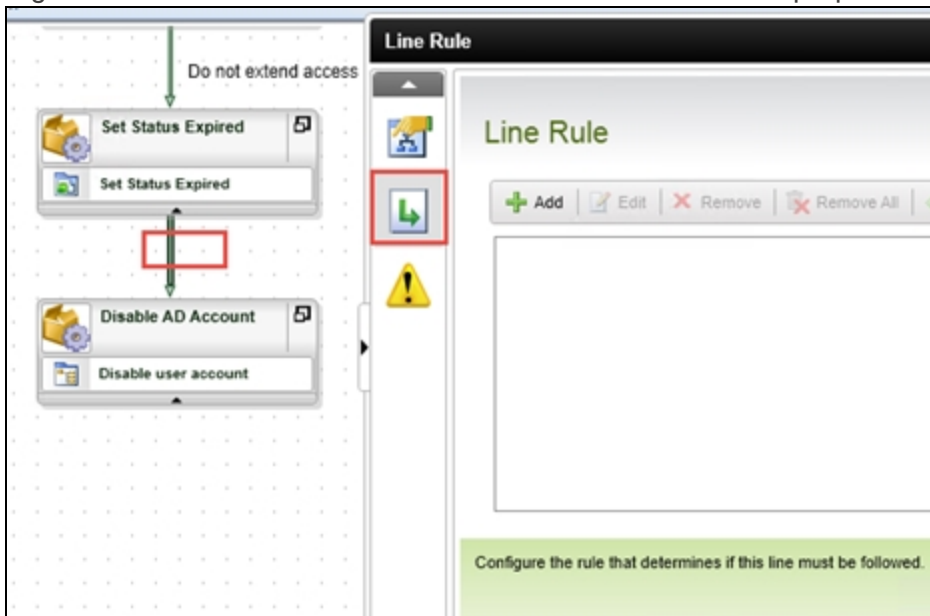 Do not extend access
Set Status Expired
Set Status Expired
Disable AD Account
Disable user account
Line Rule
Line Rule
Add
Edit
Remove
Remove All
Configure the rule that determines if this line must be followed.